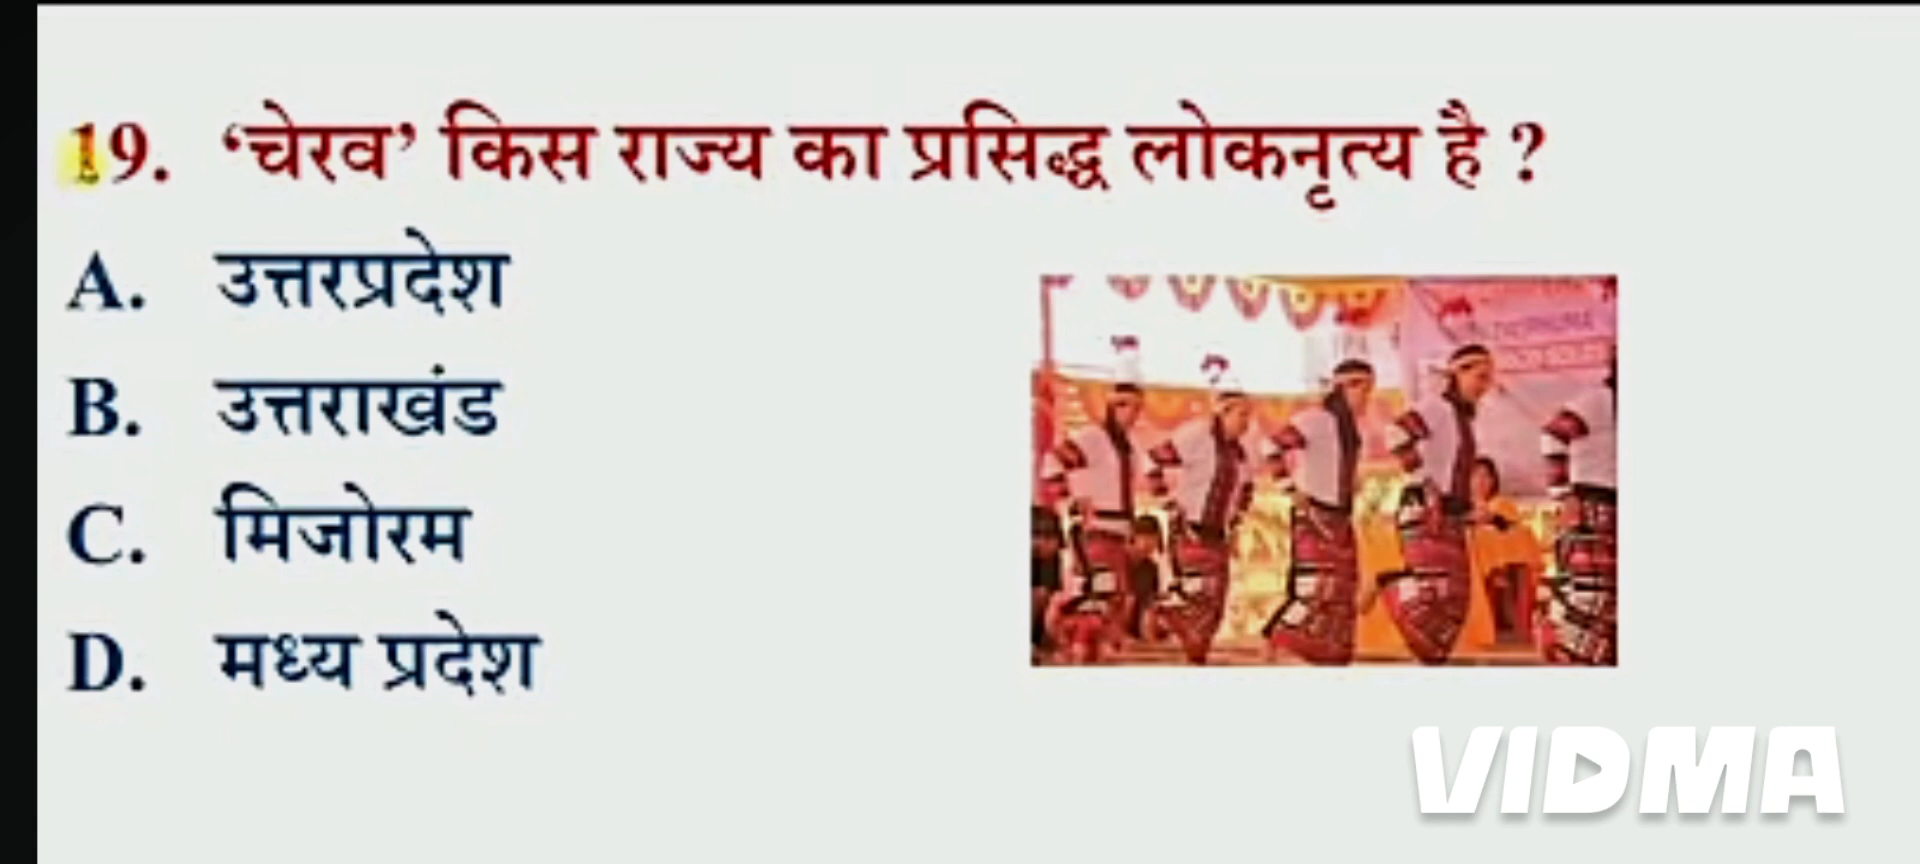 19. ‘चेरव’ किस राज्य का प्रसिद्ध लोकनृत्य है ?
A. उत्तरप्रदेश
B. उत्तराखंड
C. मिजोरम
D. मध्य प्रदेश
VIDMA